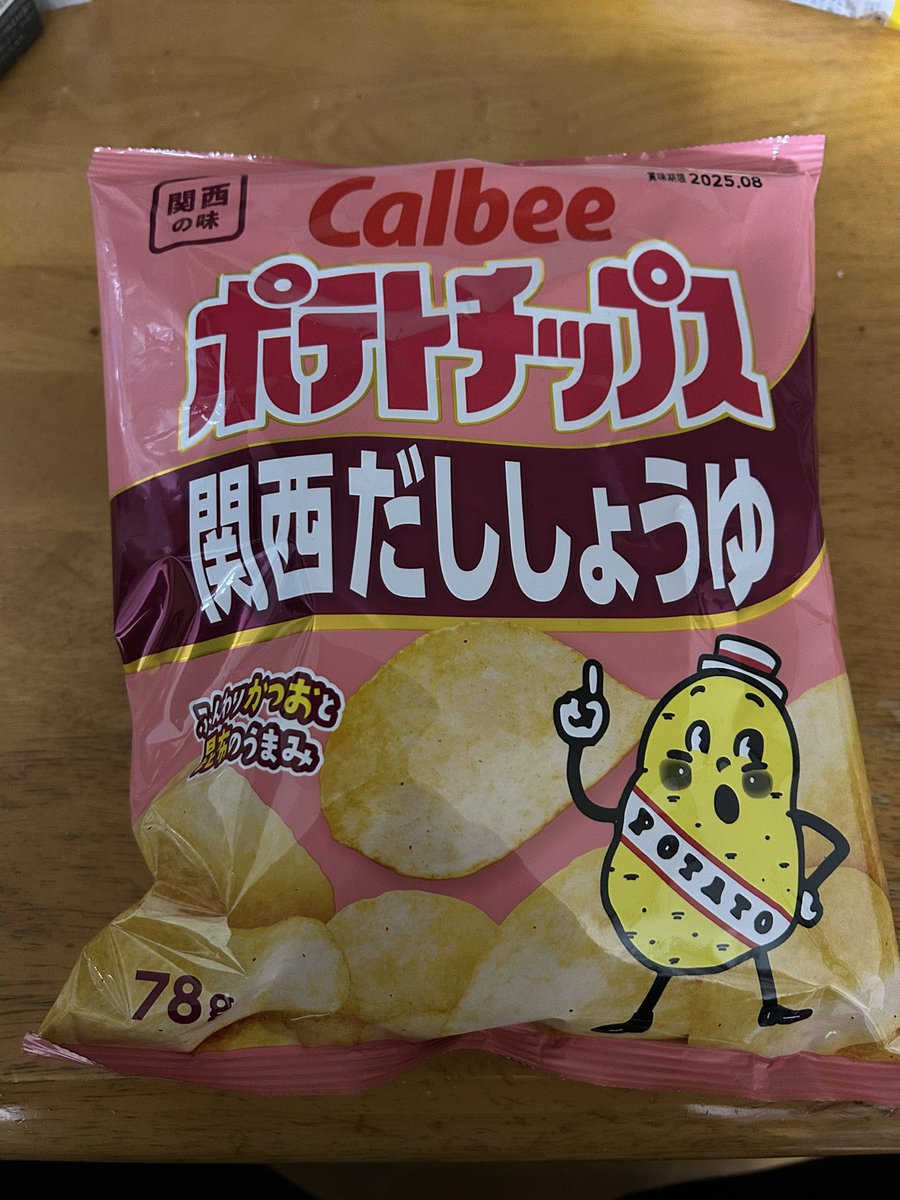 関西
の味
Calbee
賞味期限 2025.08
ポテトチップス
関西だししょうゆ
ふんわりかつおと
昆布のうまみ
POTATO
78g